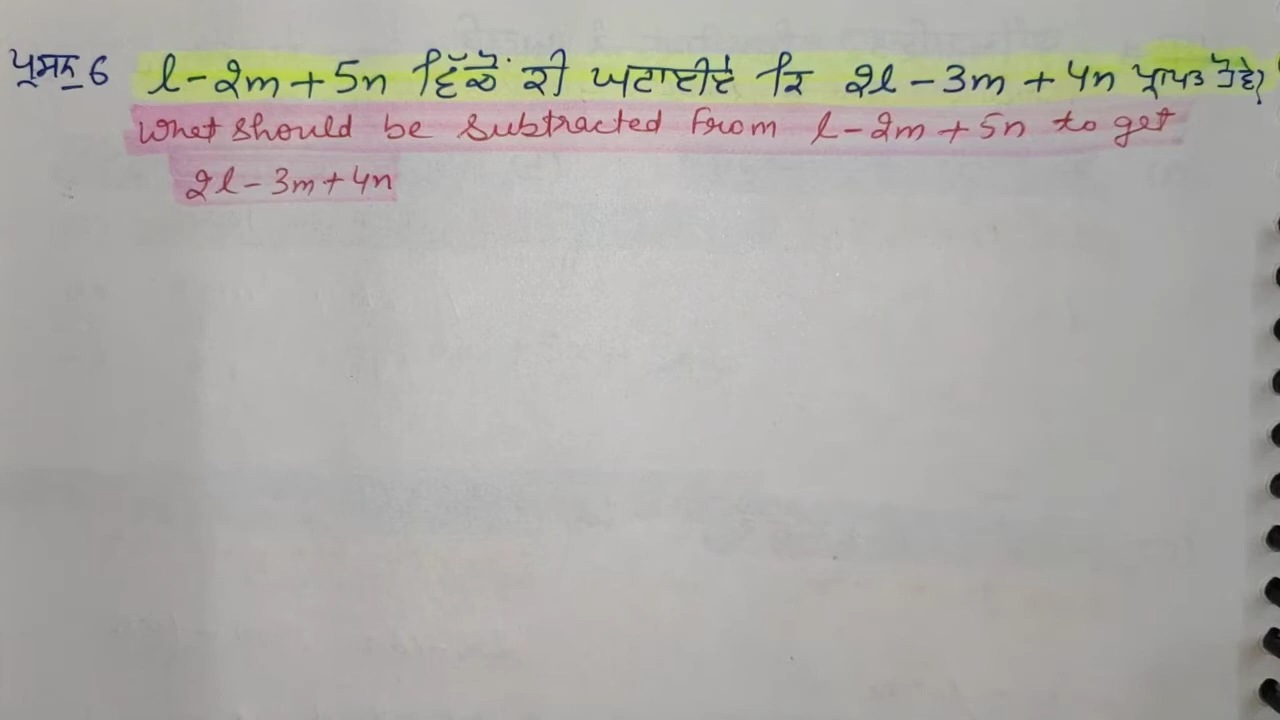 ਪ੍ਰਸ਼ਨ 6 l-2m+5n ਵਿੱਚੋਂ ਕੀ ਘਟਾਈਏ ਕਿ 2l-3m+4n ਪ੍ਰਾਪਤ ਹੋਵੇ?
What should be subtracted from l-2m+5n to get
2l-3m+4n